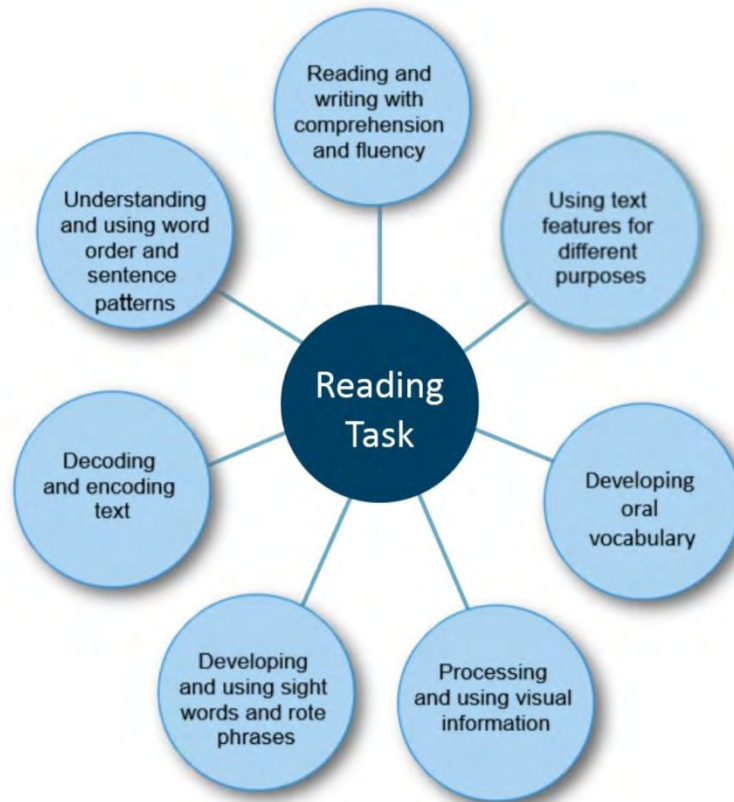 Reading and
writing with
comprehension
and fluency
Using text
features for
different
purposes
Understanding
and using word
order and
sentence
patterns
Reading
Task
Decoding
and encoding
text
Developing
oral
vocabulary
Developing
and using sight
words and rote
phrases
Processing
and using visual
information